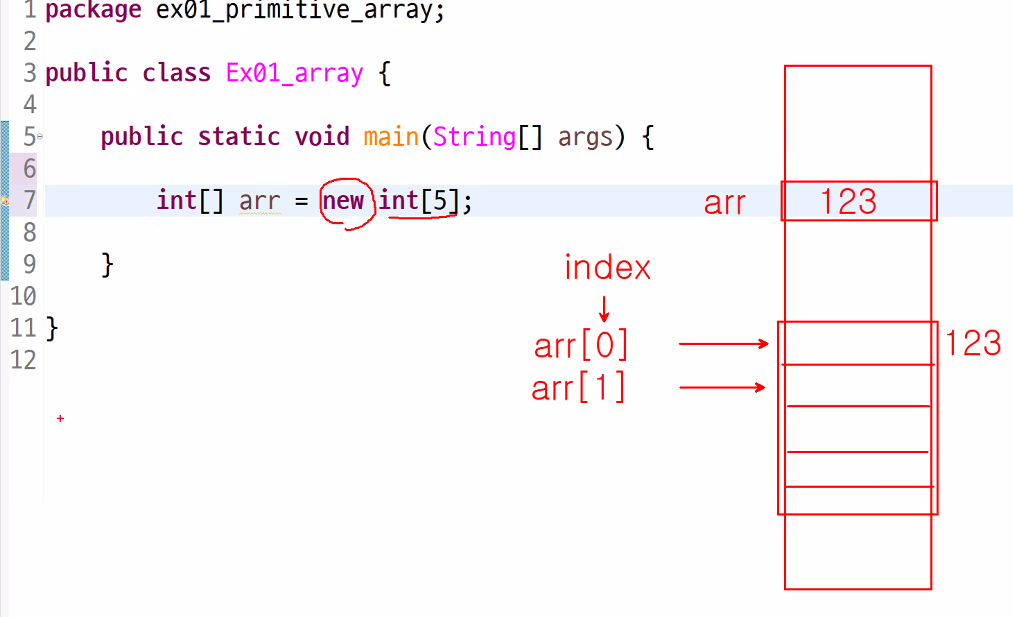 1 package ex01_primitive_array;
2
3 public class Ex01_array {
4
5 public static void main(String[] args) {
6
7 int[] arr = new int[5]; arr 123
8
9 }
index
10
11 }
arr[0] 123
12
arr[1]